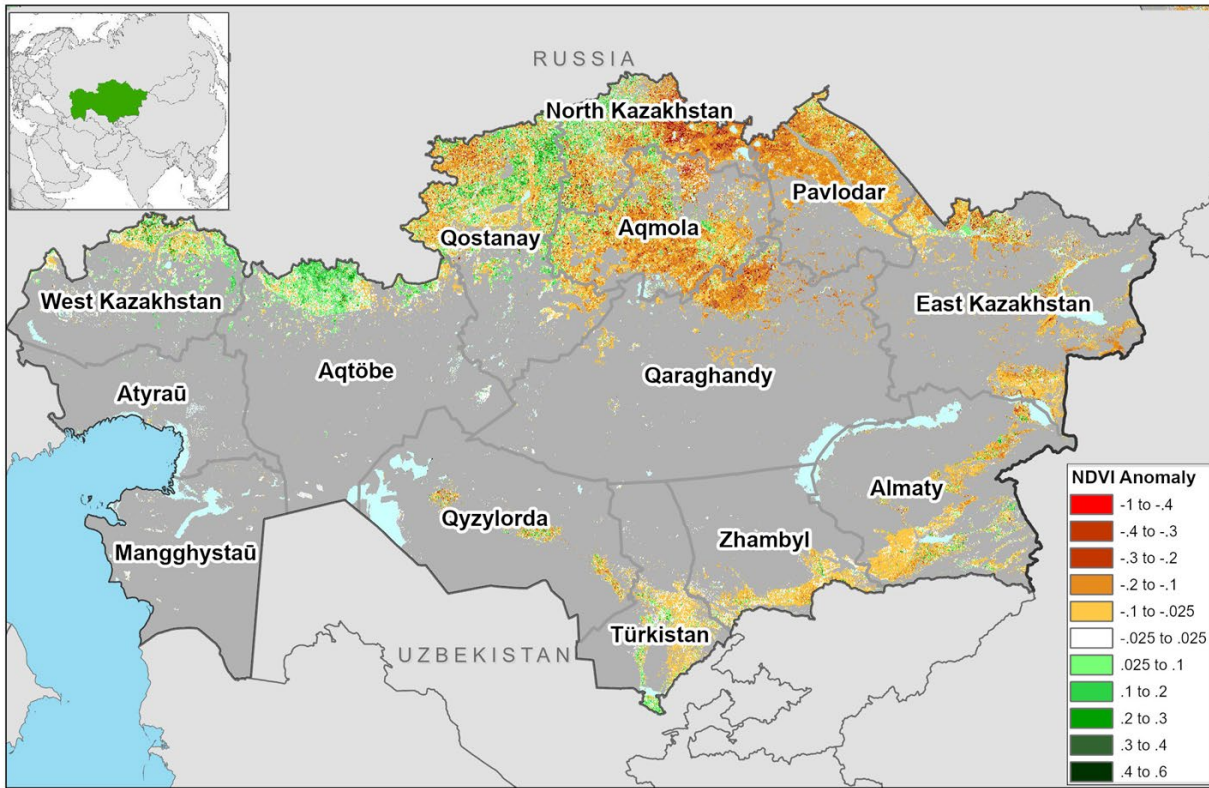 RUSSIA
North Kazakhstan
Pavlodar
Qostanay
Aqmola
West Kazakhstan
East Kazakhstan
Aqtöbe
Qaraghandy
Atyraū
Almaty
Qyzylorda
Zhambyl
Mangghystaū
Türkistan
UZBEKISTAN
NDVI Anomaly
-1 to -.4
-.4 to -.3
-.3 to -.2
-.2 to -.1
-.1 to -.025
-.025 to .025
.025 to .1
.1 to .2
.2 to .3
.3 to .4
.4 to .6